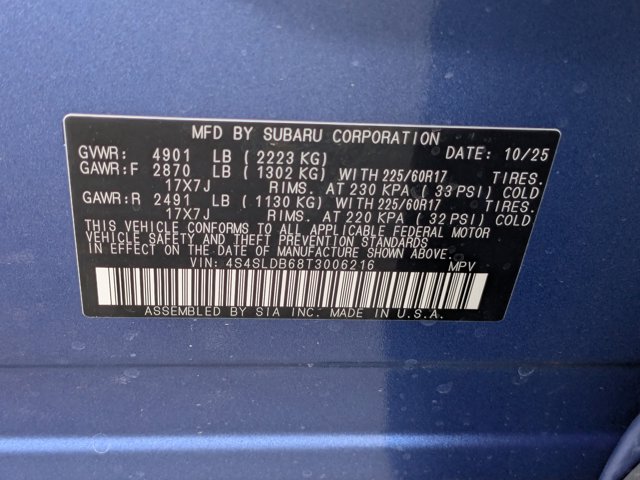 MFD BY SUBARU CORPORATION
GVWR: 4901 LB ( 2223 KG) DATE: 10/25
GAWR:F 2870 LB ( 1302 KG) WITH 225/60R17 TIRES.
17X7J RIMS. AT 230 KPA ( 33 PSI) COLD
GAWR:R 2491 LB ( 1130 KG) WITH 225/60R17 TIRES.
17X7J RIMS. AT 220 KPA ( 32 PSI) COLD
THIS VEHICLE CONFORMS TO ALL APPLICABLE FEDERAL MOTOR
VEHICLE SAFETY AND THEFT PREVENTION STANDARDS
IN EFFECT ON THE DATE OF MANUFACTURE SHOWN ABOVE.
VIN: 4S4SLDB68T3006216 MPV
ASSEMBLED BY SIA INC. MADE IN U.S.A.